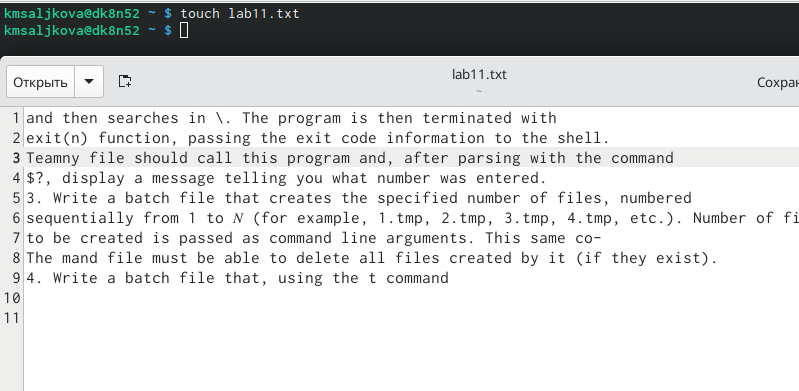 kmsaljkova@dk8n52 ~ $ touch lab11.txt
kmsaljkova@dk8n52 ~ $
Открыть
lab11.txt
~
Сохран
1 and then searches in \. The program is then terminated with
2 exit(n) function, passing the exit code information to the shell.
3 Teamny file should call this program and, after parsing with the command
4 $?, display a message telling you what number was entered.
5 3. Write a batch file that creates the specified number of files, numbered
6 sequentially from 1 to 𝑁 (for example, 1.tmp, 2.tmp, 3.tmp, 4.tmp, etc.). Number of fi
7 to be created is passed as command line arguments. This same co-
8 The mand file must be able to delete all files created by it (if they exist).
9 4. Write a batch file that, using the t command
10
11